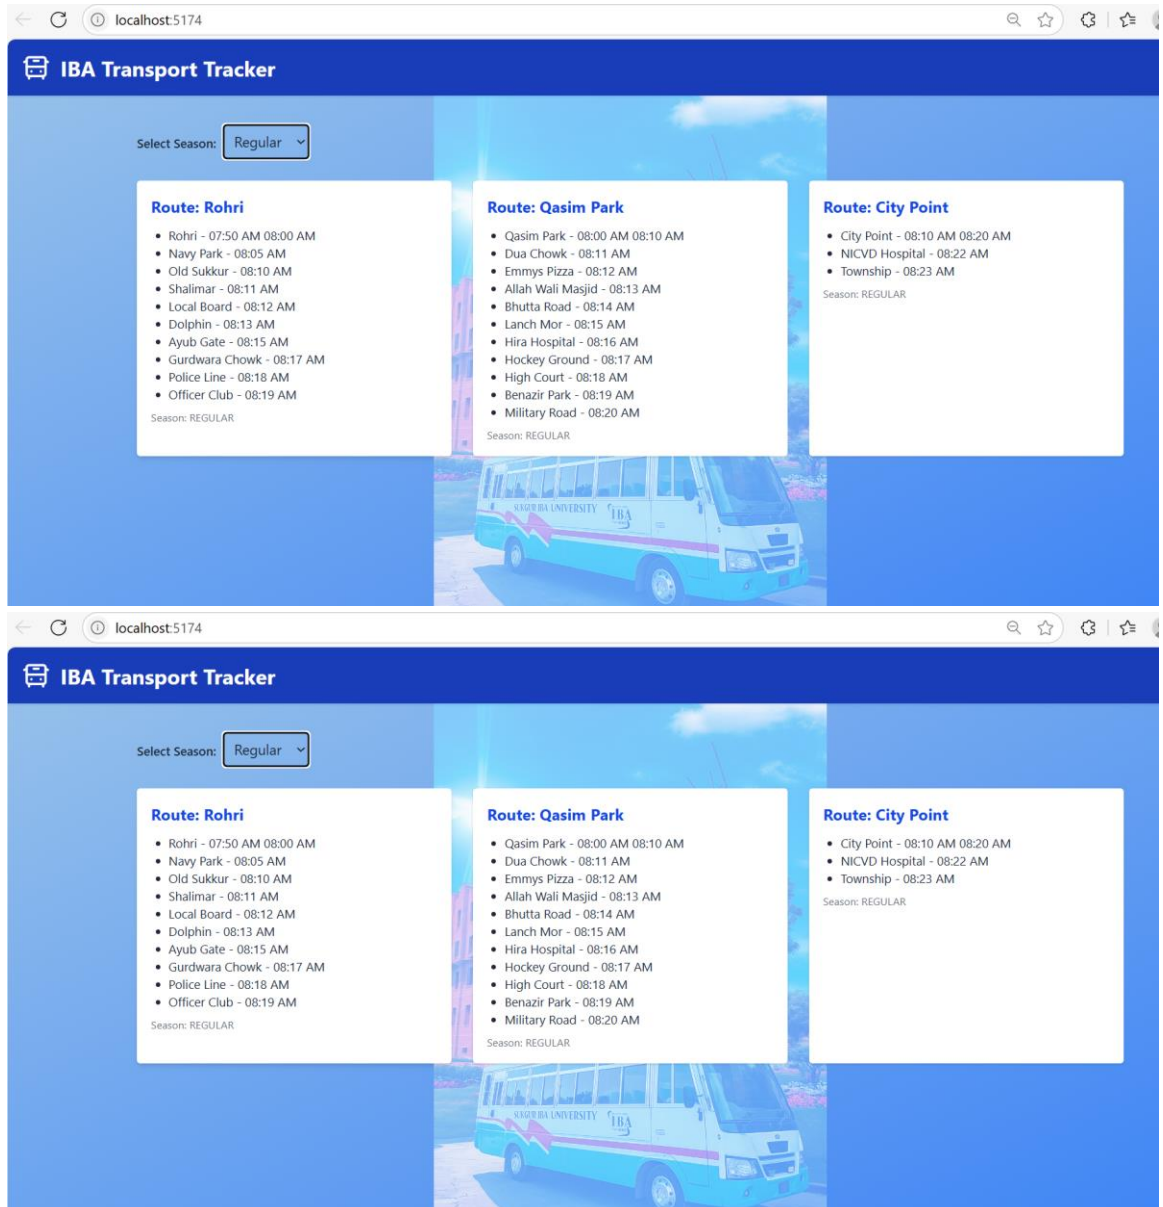 localhost:5174
IBA Transport Tracker
Select Season: Regular
Route: Rohri
• Rohri - 07:50 AM 08:00 AM
• Navy Park - 08:05 AM
• Old Sukkur - 08:10 AM
• Shalimar - 08:11 AM
• Local Board - 08:12 AM
• Dolphin - 08:13 AM
• Ayub Gate - 08:15 AM
• Gurdwara Chowk - 08:17 AM
• Police Line - 08:18 AM
• Officer Club - 08:19 AM
Season: REGULAR
Route: Qasim Park
• Qasim Park - 08:00 AM 08:10 AM
• Dua Chowk - 08:11 AM
• Emmys Pizza - 08:12 AM
• Allah Wali Masjid - 08:13 AM
• Bhutta Road - 08:14 AM
• Lanch Mor - 08:15 AM
• Hira Hospital - 08:16 AM
• Hockey Ground - 08:17 AM
• High Court - 08:18 AM
• Benazir Park - 08:19 AM
• Military Road - 08:20 AM
Season: REGULAR
Route: City Point
• City Point - 08:10 AM 08:20 AM
• NICVD Hospital - 08:22 AM
• Township - 08:23 AM
Season: REGULAR
SUKKUR IBA UNIVERSITY IBA
localhost:5174
IBA Transport Tracker
Select Season: Regular
Route: Rohri
• Rohri - 07:50 AM 08:00 AM
• Navy Park - 08:05 AM
• Old Sukkur - 08:10 AM
• Shalimar - 08:11 AM
• Local Board - 08:12 AM
• Dolphin - 08:13 AM
• Ayub Gate - 08:15 AM
• Gurdwara Chowk - 08:17 AM
• Police Line - 08:18 AM
• Officer Club - 08:19 AM
Season: REGULAR
Route: Qasim Park
• Qasim Park - 08:00 AM 08:10 AM
• Dua Chowk - 08:11 AM
• Emmys Pizza - 08:12 AM
• Allah Wali Masjid - 08:13 AM
• Bhutta Road - 08:14 AM
• Lanch Mor - 08:15 AM
• Hira Hospital - 08:16 AM
• Hockey Ground - 08:17 AM
• High Court - 08:18 AM
• Benazir Park - 08:19 AM
• Military Road - 08:20 AM
Season: REGULAR
Route: City Point
• City Point - 08:10 AM 08:20 AM
• NICVD Hospital - 08:22 AM
• Township - 08:23 AM
Season: REGULAR
SUKKUR IBA UNIVERSITY IBA